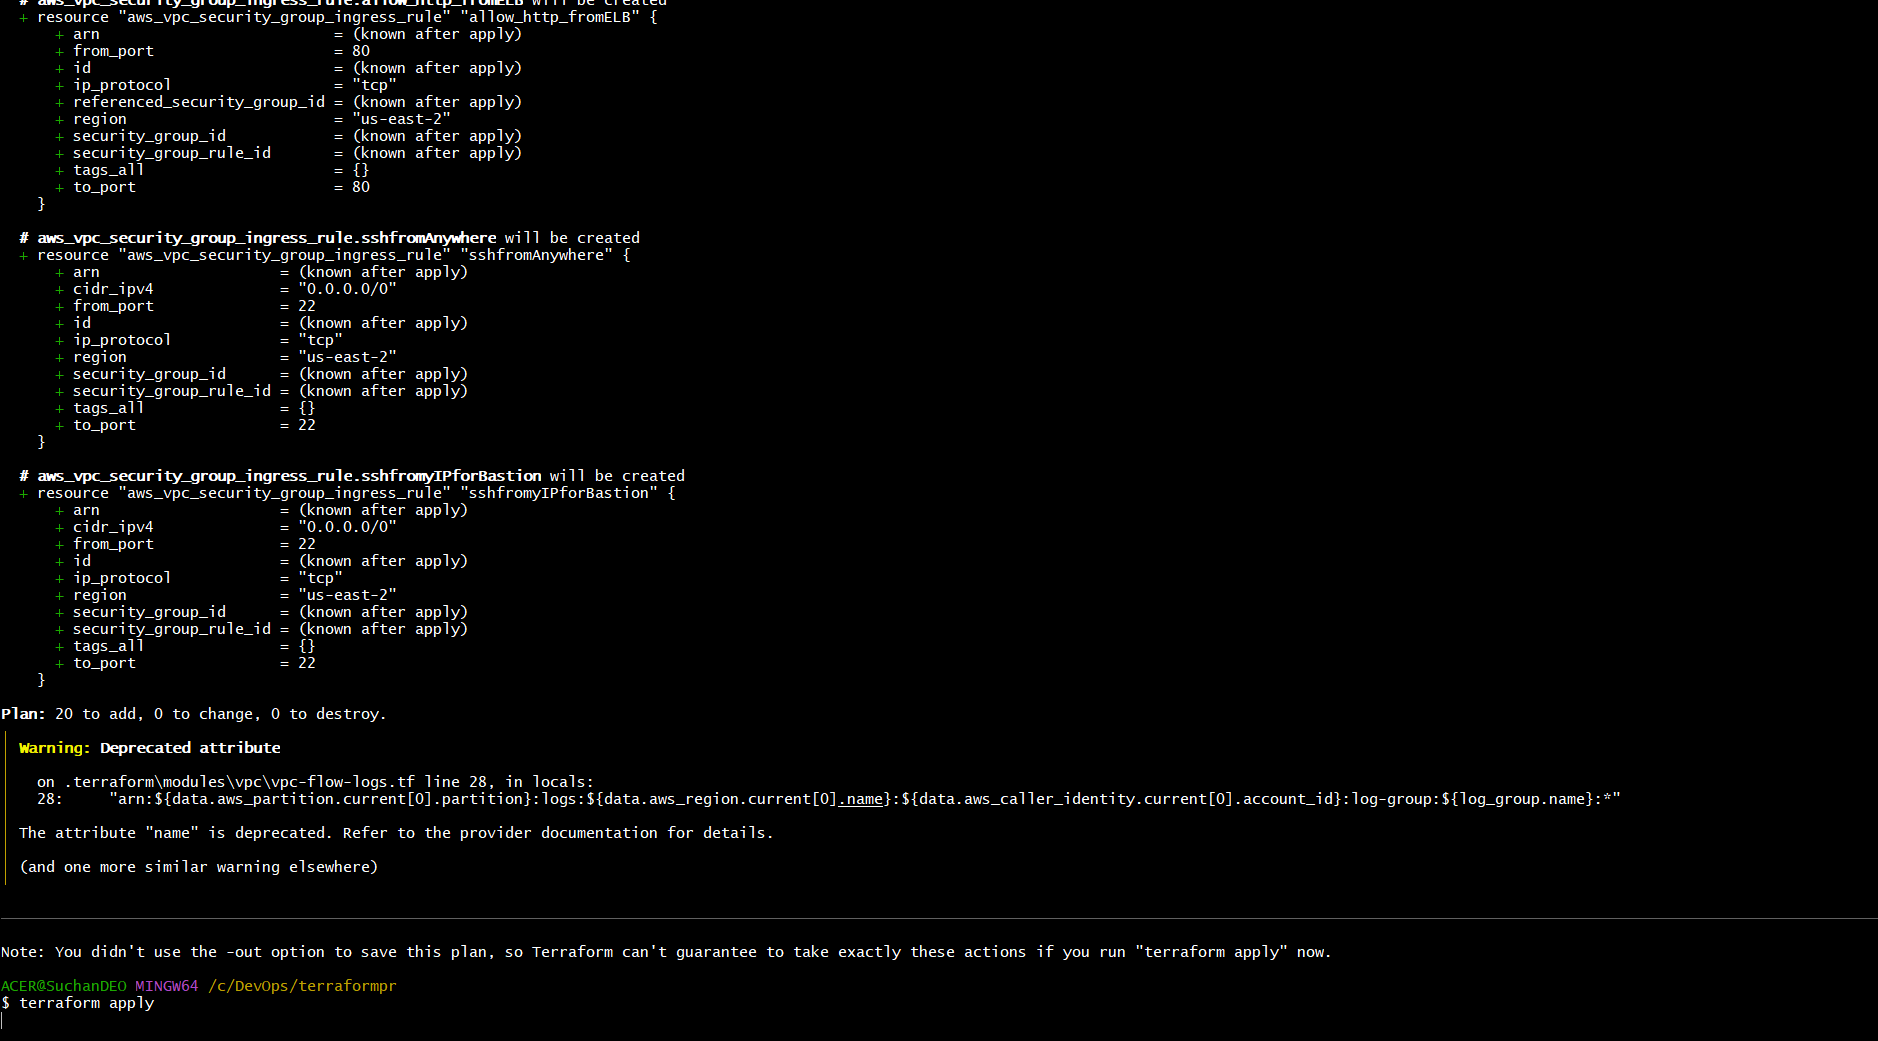 # aws_vpc_security_group_ingress_rule.allow_http_fromELB will be created
+ resource "aws_vpc_security_group_ingress_rule" "allow_http_fromELB" {
+ arn = (known after apply)
+ from_port = 80
+ id = (known after apply)
+ ip_protocol = "tcp"
+ referenced_security_group_id = (known after apply)
+ region = "us-east-2"
+ security_group_id = (known after apply)
+ security_group_rule_id = (known after apply)
+ tags_all = {}
+ to_port = 80
}
# aws_vpc_security_group_ingress_rule.sshfromAnywhere will be created
+ resource "aws_vpc_security_group_ingress_rule" "sshfromAnywhere" {
+ arn = (known after apply)
+ cidr_ipv4 = "0.0.0.0/0"
+ from_port = 22
+ id = (known after apply)
+ ip_protocol = "tcp"
+ region = "us-east-2"
+ security_group_id = (known after apply)
+ security_group_rule_id = (known after apply)
+ tags_all = {}
+ to_port = 22
}
# aws_vpc_security_group_ingress_rule.sshfromyIPforBastion will be created
+ resource "aws_vpc_security_group_ingress_rule" "sshfromyIPforBastion" {
+ arn = (known after apply)
+ cidr_ipv4 = "0.0.0.0/0"
+ from_port = 22
+ id = (known after apply)
+ ip_protocol = "tcp"
+ region = "us-east-2"
+ security_group_id = (known after apply)
+ security_group_rule_id = (known after apply)
+ tags_all = {}
+ to_port = 22
}
Plan: 20 to add, 0 to change, 0 to destroy.
Warning: Deprecated attribute
on .terraform\modules\vpc\vpc-flow-logs.tf line 28, in locals:
28: "arn:${data.aws_partition.current[0].partition}:logs:${data.aws_region.current[0].name}:${data.aws_caller_identity.current[0].account_id}:log-group:${log_group.name}:*"
The attribute "name" is deprecated. Refer to the provider documentation for details.
(and one more similar warning elsewhere)
Note: You didn't use the -out option to save this plan, so Terraform can't guarantee to take exactly these actions if you run "terraform apply" now.
ACER@SuchanDEO MINGW64 /c/DevOps/terraformpr
$ terraform apply